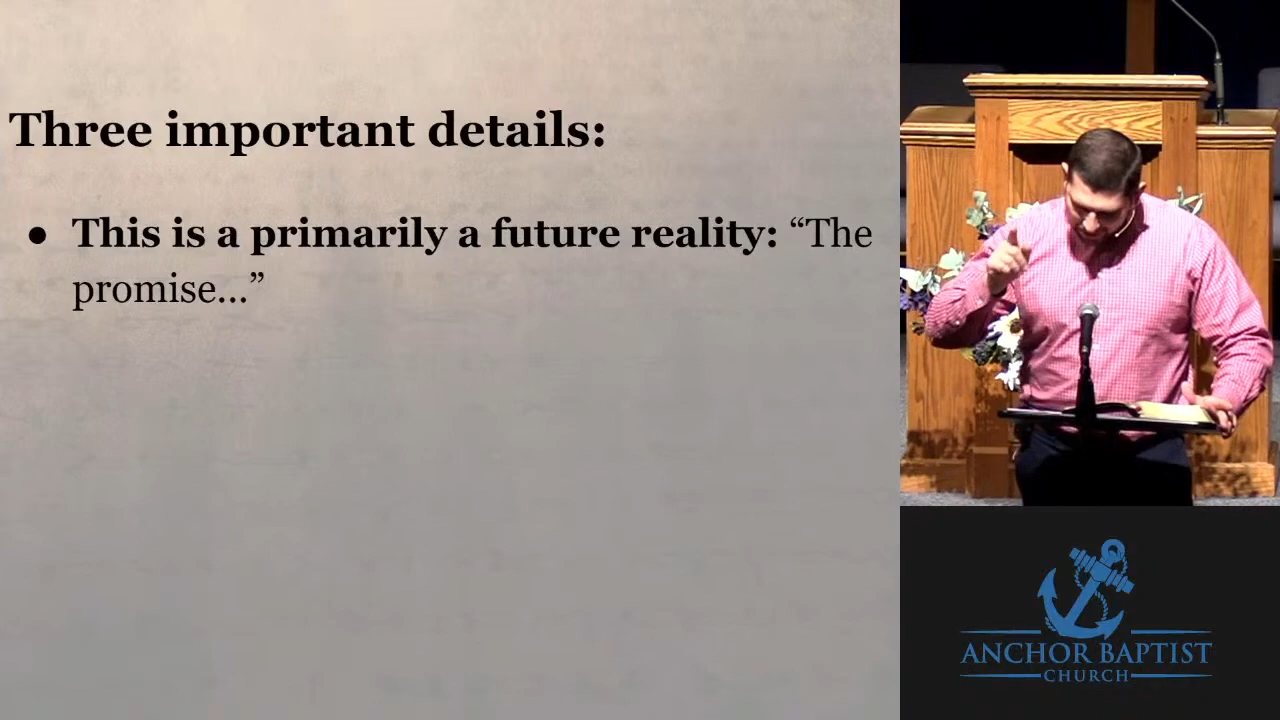 Three important details:
● This is a primarily a future reality: “The
promise...”
ANCHOR BAPTIST
CHURCH